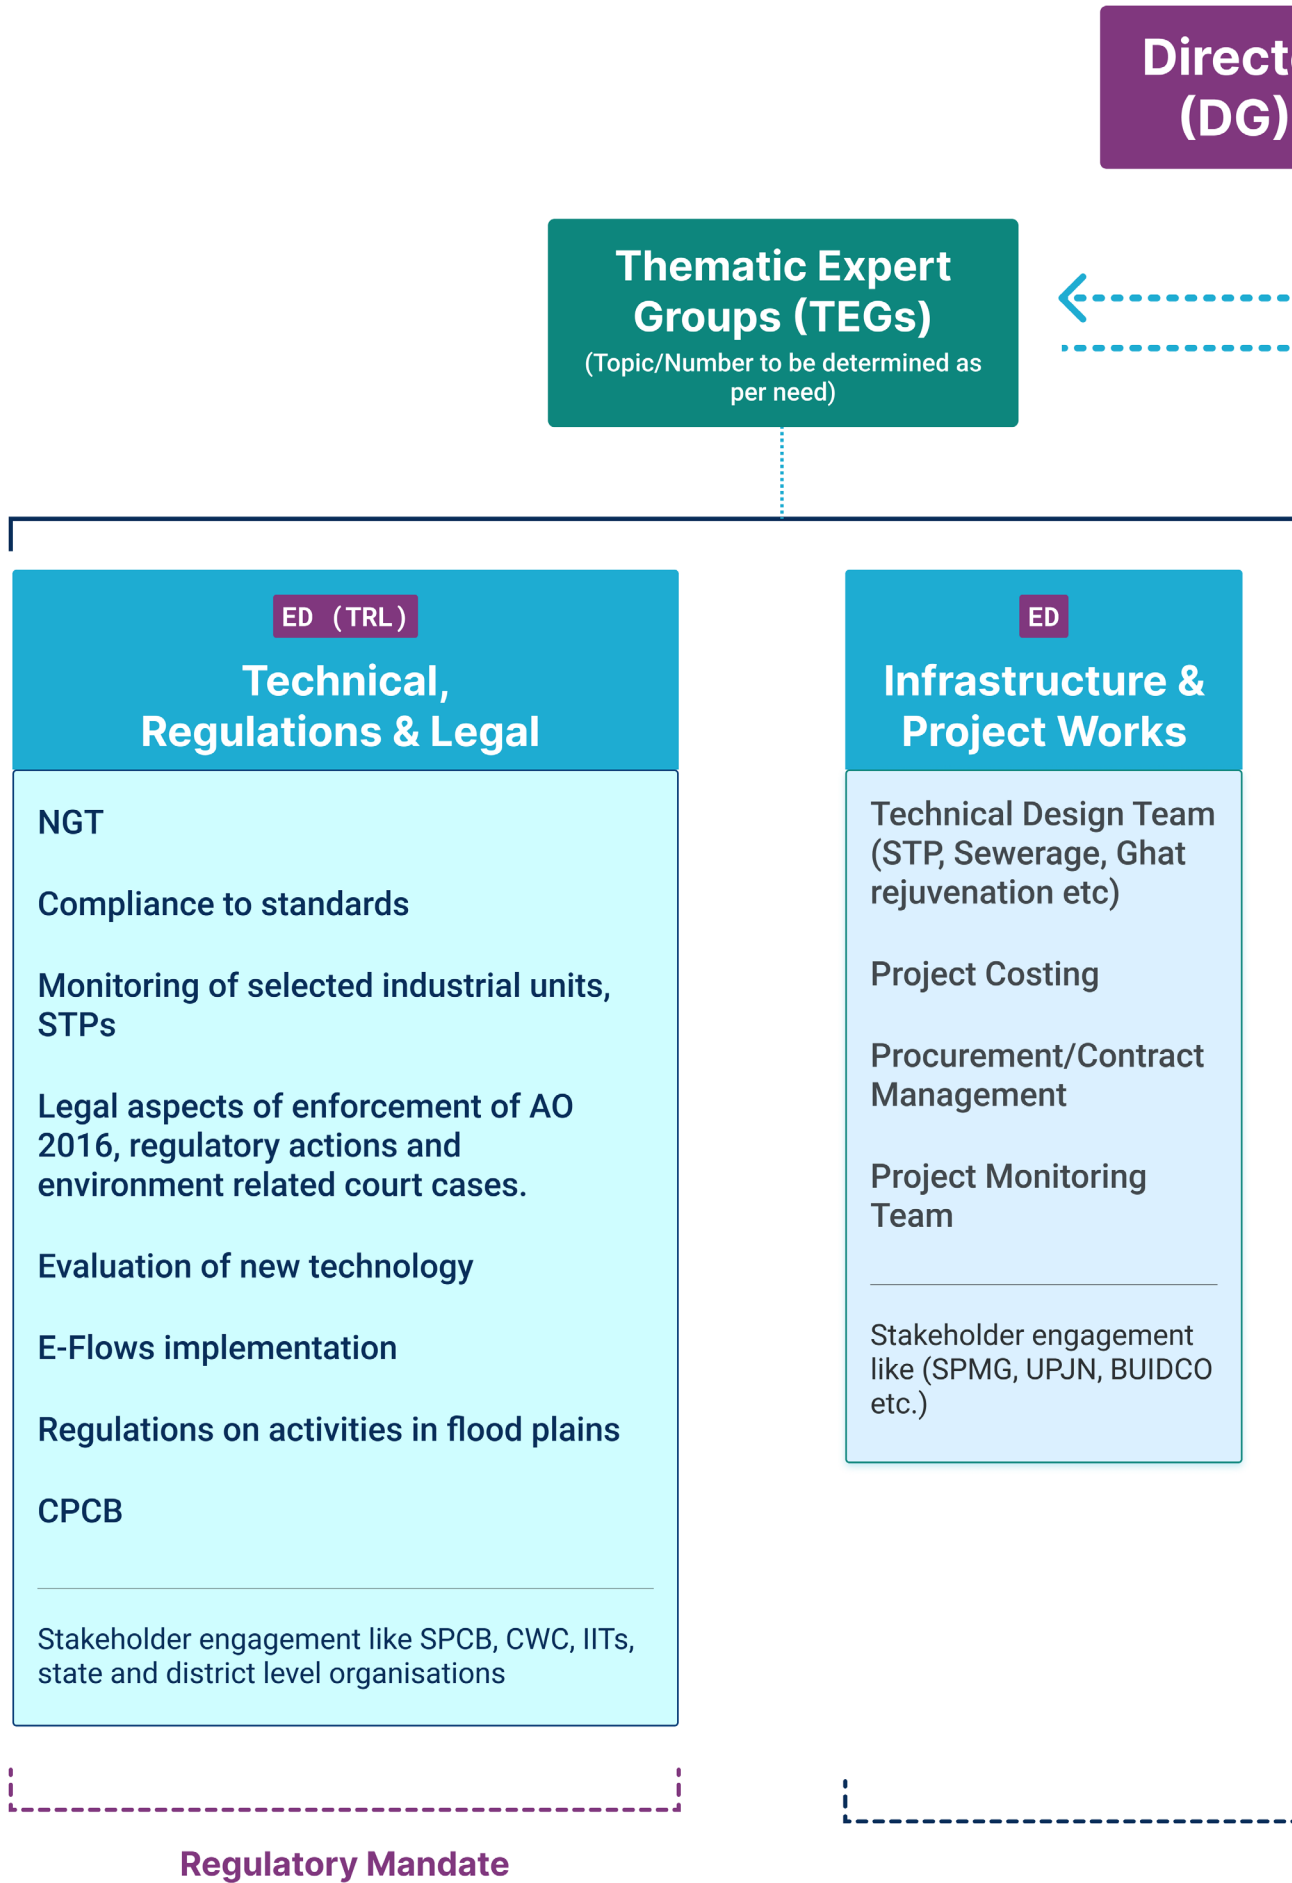 (DG)
Thematic Expert
Groups (TEGs)
(Topic/Number to be determined as
per need)
ED (TRL)
Technical,
Regulations & Legal
NGT
Compliance to standards
Monitoring of selected industrial units,
STPs
Legal aspects of enforcement of AO
2016, regulatory actions and
environment related court cases.
Evaluation of new technology
E-Flows implementation
Regulations on activities in flood plains
CPCB
Stakeholder engagement like SPCB, CWC, IITs,
state and district level organisations
Regulatory Mandate
ED
Infrastructure &
Project Works
Technical Design Team
(STP, Sewerage, Ghat
rejuvenation etc)
Project Costing
Procurement/Contract
Management
Project Monitoring
Team
Stakeholder engagement
like (SPMG, UPJN, BUIDCO
etc.)